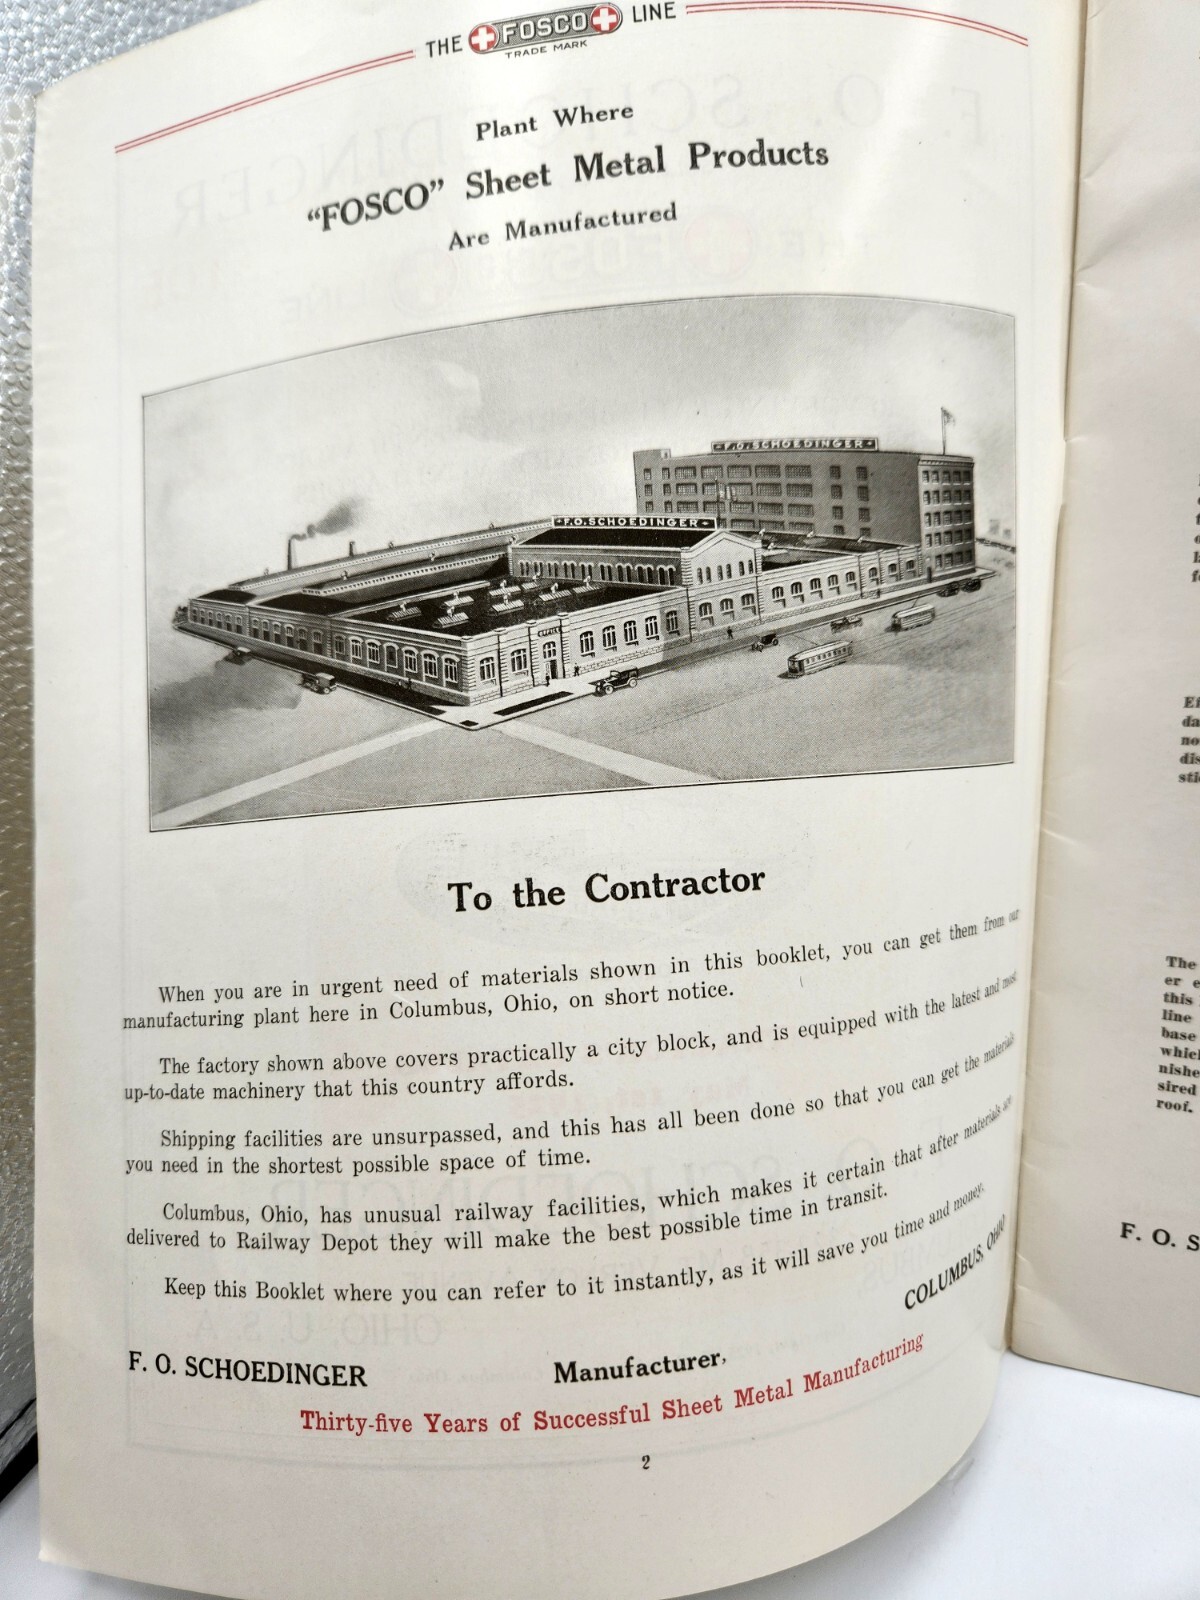 THE FOSCO LINE
TRADE MARK
Plant Where
"FOSCO" Sheet Metal Products
Are Manufactured
F.O.SCHOEDINGER
F.O.SCHOEDINGER
To the Contractor
When you are in urgent need of materials shown in this booklet, you can get them from our
manufacturing plant here in Columbus, Ohio, on short notice.
The factory shown above covers practically a city block, and is equipped with the latest and most
up-to-date machinery that this country affords.
Shipping facilities are unsurpassed, and this has all been done so that you can get the materials
you need in the shortest possible space of time.
Columbus, Ohio, has unusual railway facilities, which makes it certain that after materials are
delivered to Railway Depot they will make the best possible time in transit.
Keep this Booklet where you can refer to it instantly, as it will save you time and money.
F. O. SCHOEDINGER Manufacturer, COLUMBUS, OHIO
Thirty-five Years of Successful Sheet Metal Manufacturing
2
The
er
this
line
base
roof.
F. O. S